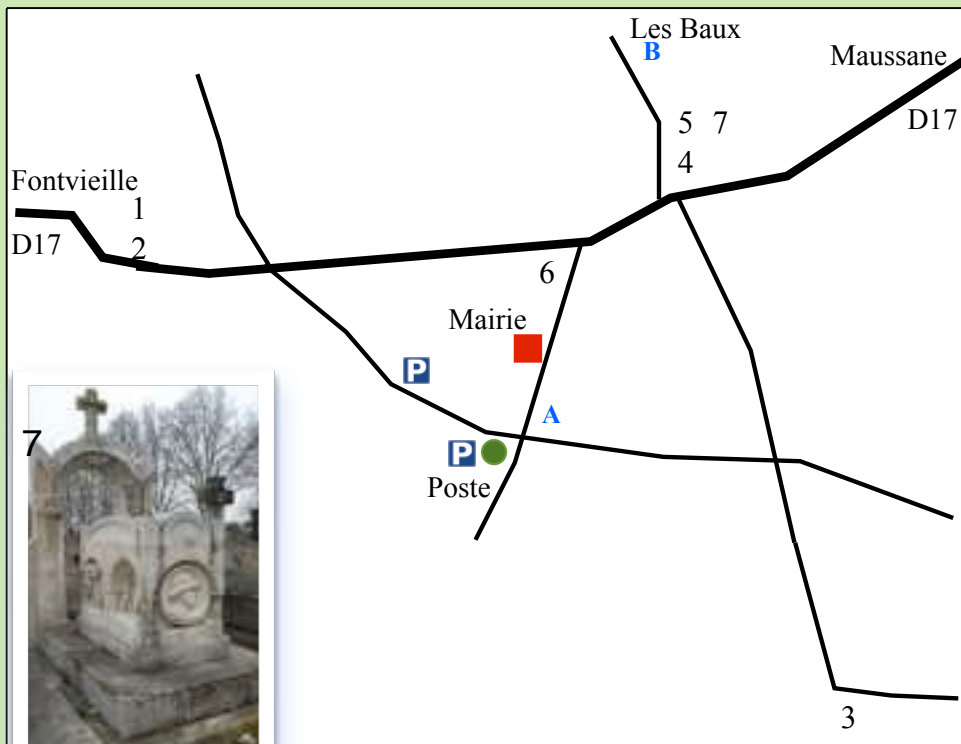 Les Baux
B
Maussane
D17
5 7
4
Fontvieille
1
D17
2
6
Mairie
P
A
P
Poste
7
3